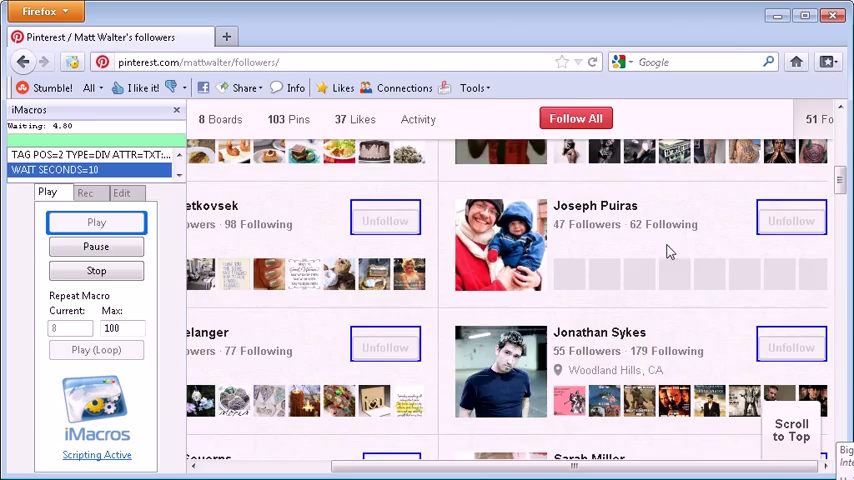 Firefox
Pinterest / Matt Walter's followers
pinterest.com/mattwalter/followers/
Google
Stumble!
All
I like it!
Share
Info
Likes
Connections
Tools
iMacros
Waiting: 4.80
TAG POS=2 TYPE=DIV ATTR=TXT:...
WAIT SECONDS=10
Play
Rec
Edit
Play
Pause
Stop
Repeat Macro
Current:
Max:
8
100
Play (Loop)
iMacros
Scripting Active
8 Boards
103 Pins
37 Likes
Activity
Follow All
51 Fo
etkovsek
owers · 98 Following
Unfollow
Joseph Puiras
47 Followers · 62 Following
Unfollow
elanger
owers · 77 Following
Unfollow
Jonathan Sykes
55 Followers · 179 Following
Woodland Hills, CA
Unfollow
Scroll
to Top
Sarah Miller
Big
Inte